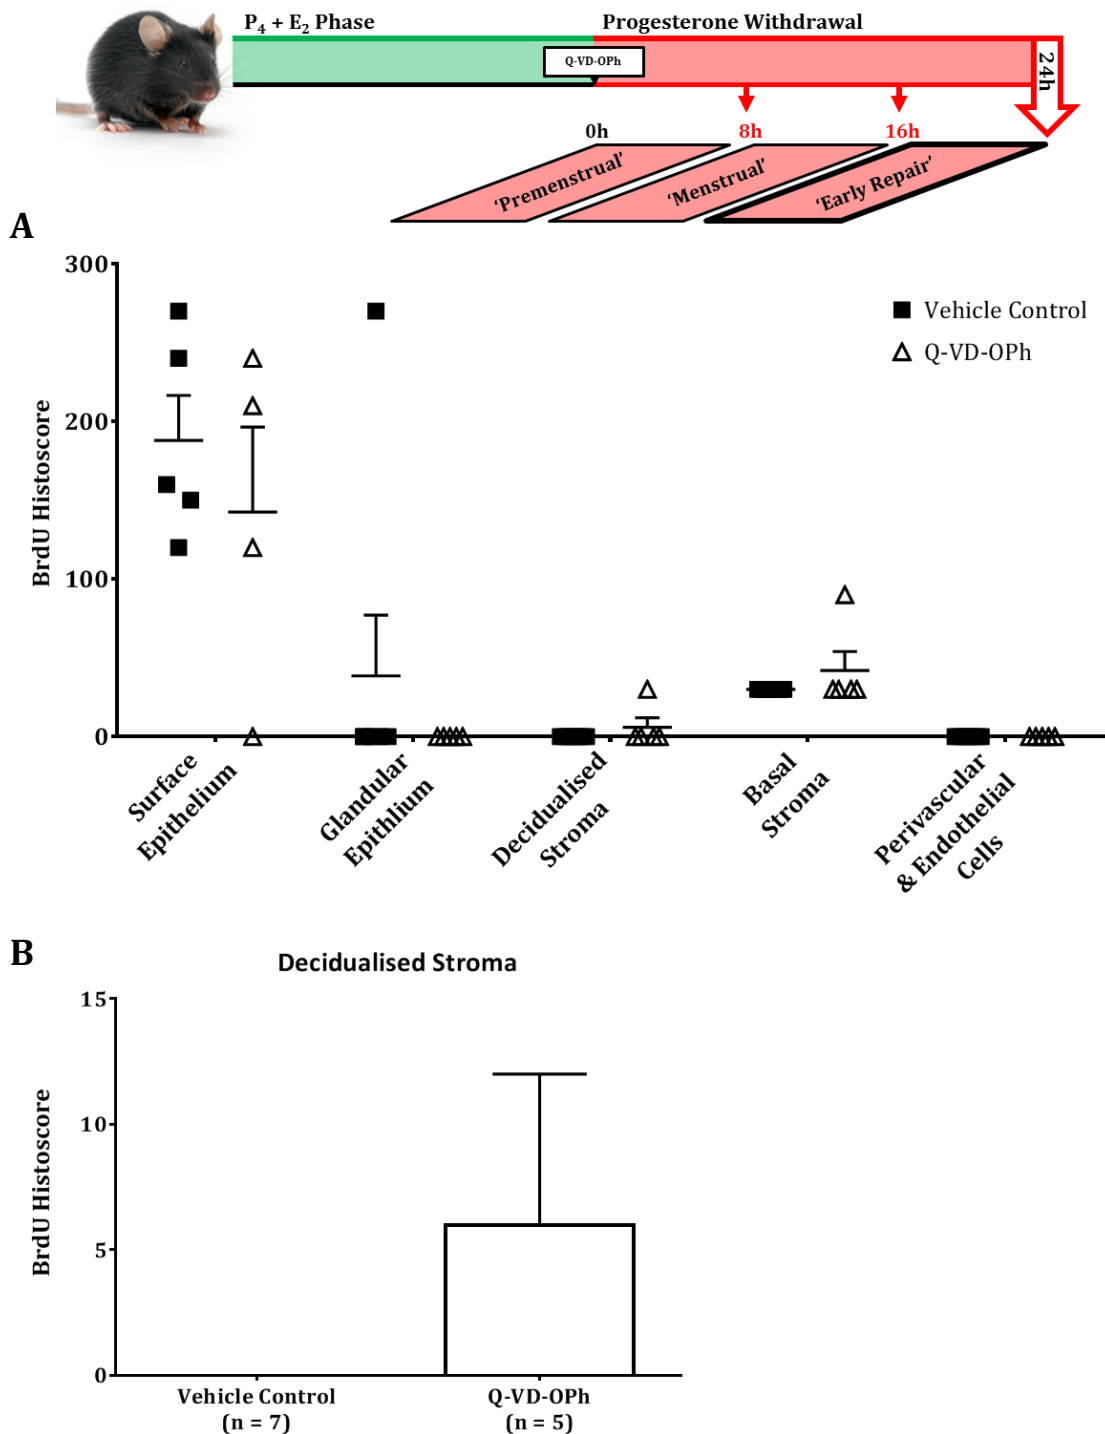 P₄ + E₂ Phase
Progesterone Withdrawal
Q-VD-OPh
24h
0h
8h
16h
‘Premenstrual’
‘Menstrual’
‘Early Repair’
A
300
200
100
0
BrdU Histoscore
Vehicle Control
Q-VD-OPh
Surface
Epithelium
Glandular
Epithlium
Decidualised
Stroma
Basal
Stroma
Perivascular
& Endothelial
Cells
B
Decidualised Stroma
15
10
5
0
BrdU Histoscore
Vehicle Control
(n = 7)
Q-VD-OPh
(n = 5)